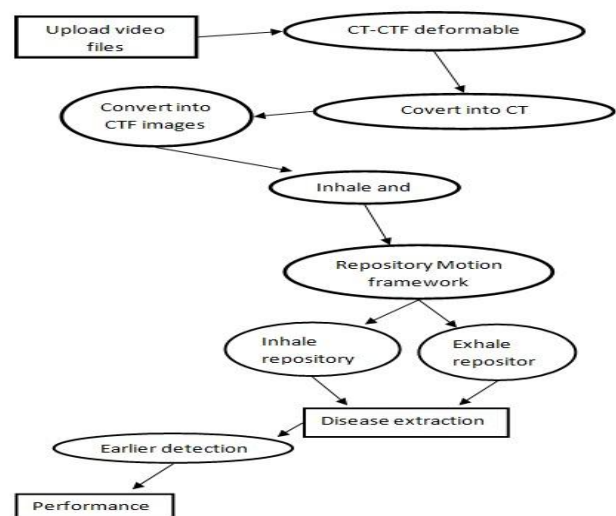 Upload video
files
CT-CTF deformable
Convert into
CTF images
Covert into CT
Inhale and
Repository Motion
framework
Inhale
repository
Exhale
repositor
Disease extraction
Earlier detection
Performance